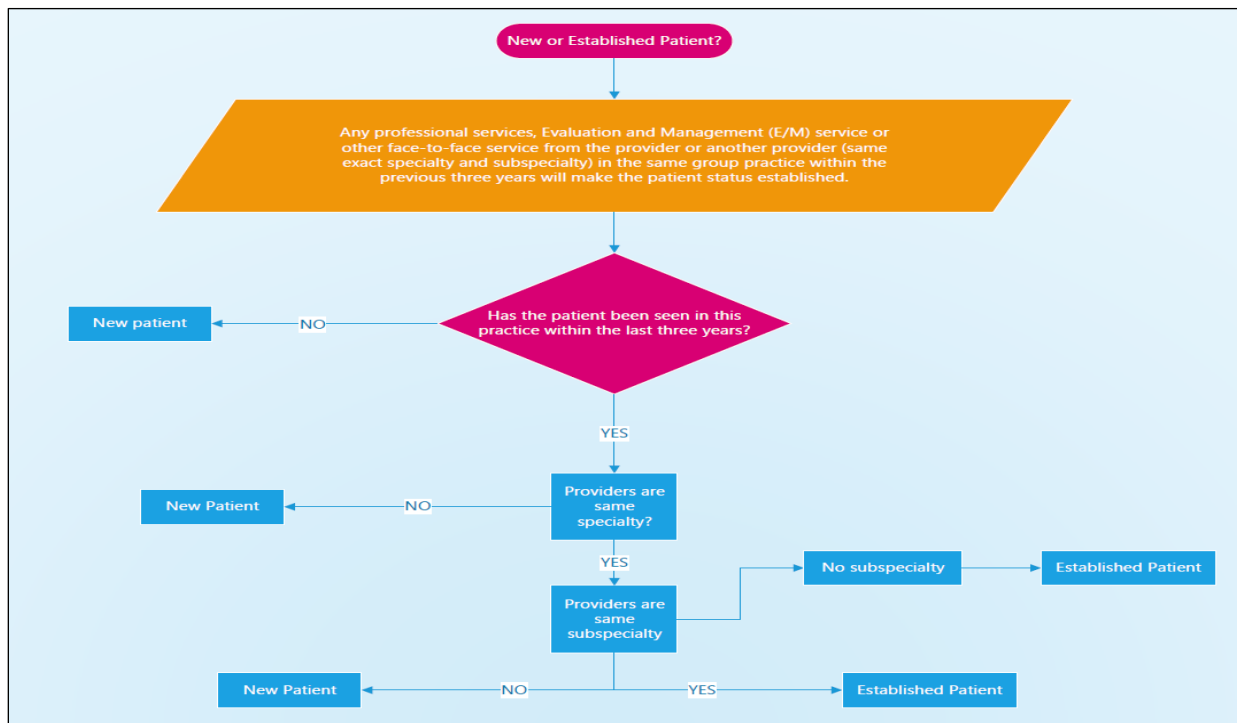 New or Established Patient?
Any professional services, Evaluation and Management (E/M) service or
other face-to-face service from the provider or another provider (same
exact specialty and subspecialty) in the same group practice within the
previous three years will make the patient status established.
Has the patient been seen in this
practice within the last three years?
NO
New patient
YES
Providers are
same
specialty?
NO
New Patient
YES
Providers are
same
subspecialty
No subspecialty
Established Patient
NO
New Patient
YES
Established Patient